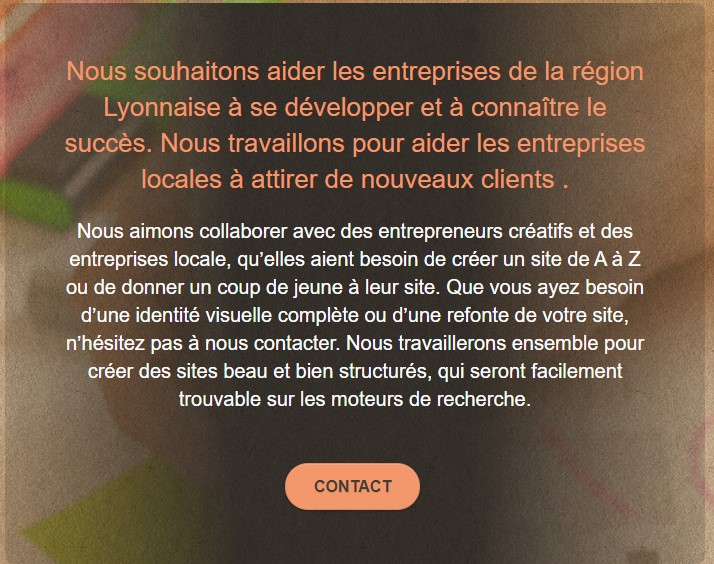 Nous souhaitons aider les entreprises de la région
Lyonnaise à se développer et à connaître le
succès. Nous travaillons pour aider les entreprises
locales à attirer de nouveaux clients .
Nous aimons collaborer avec des entrepreneurs créatifs et des
entreprises locale, qu’elles aient besoin de créer un site de A à Z
ou de donner un coup de jeune à leur site. Que vous ayez besoin
d’une identité visuelle complète ou d’une refonte de votre site,
n’hésitez pas à nous contacter. Nous travaillerons ensemble pour
créer des sites beau et bien structurés, qui seront facilement
trouvable sur les moteurs de recherche.
CONTACT